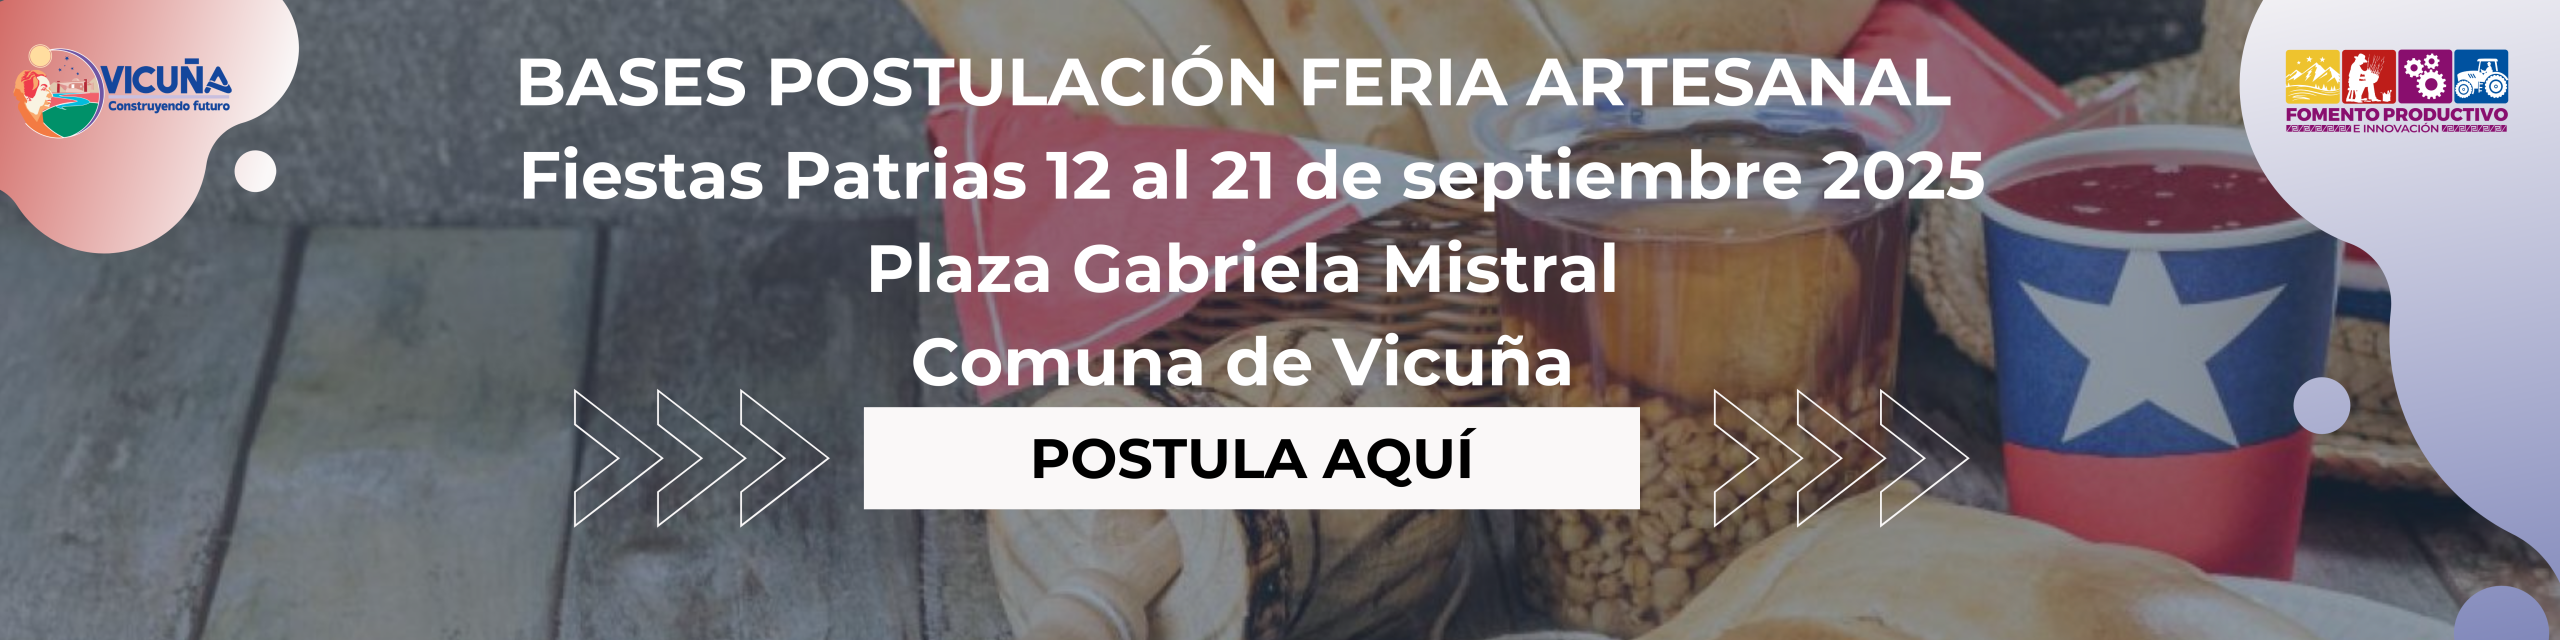 VICUÑA
Construyendo futuro
BASES POSTULACIÓN FERIA ARTESANAL
Fiestas Patrias 12 al 21 de septiembre 2025
Plaza Gabriela Mistral
Comuna de Vicuña
POSTULA AQUÍ
FOMENTO PRODUCTIVO
E INNOVACIÓN